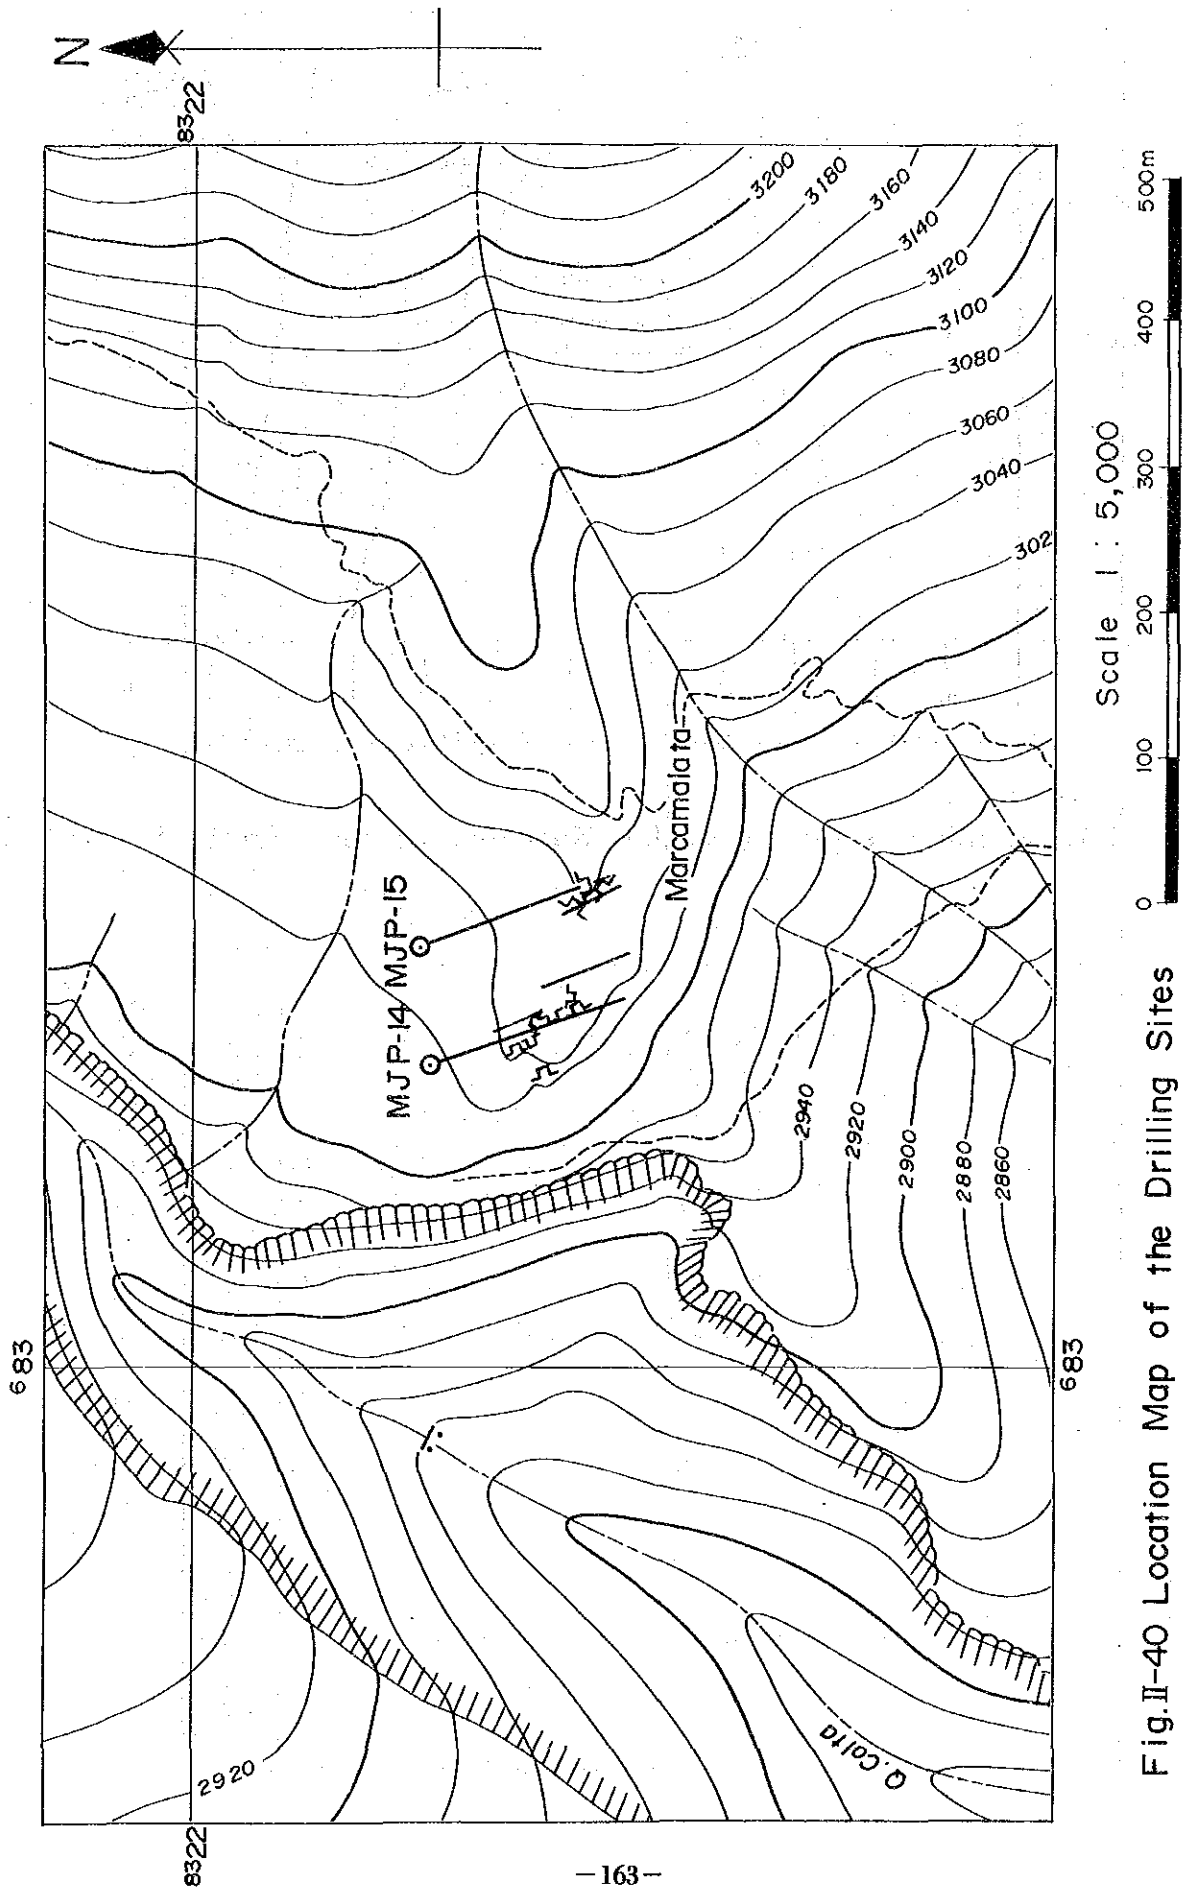 N
8322
683
MJP-14
MJP-15
Marcamalata
3200
3180
3160
3140
3120
3100
3080
3060
3040
302
2940
2920
2900
2880
2860
2920
Q. Calta
8322
683
Scale 1 : 5,000
0 100 200 300 400 500m
Fig.II-40 Location Map of the Drilling Sites
-163-